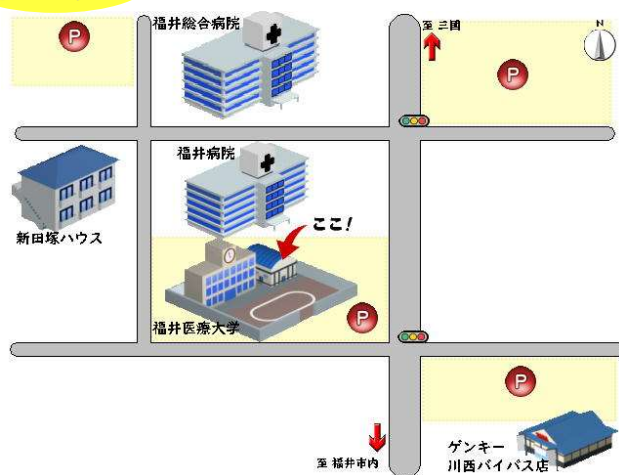 福井総合病院
至 三國
N
P
P
福井病院
新田塚ハウス
ここ!
福井医療大学
P
P
至 福井市内
ゲンキー
川西バイパス店